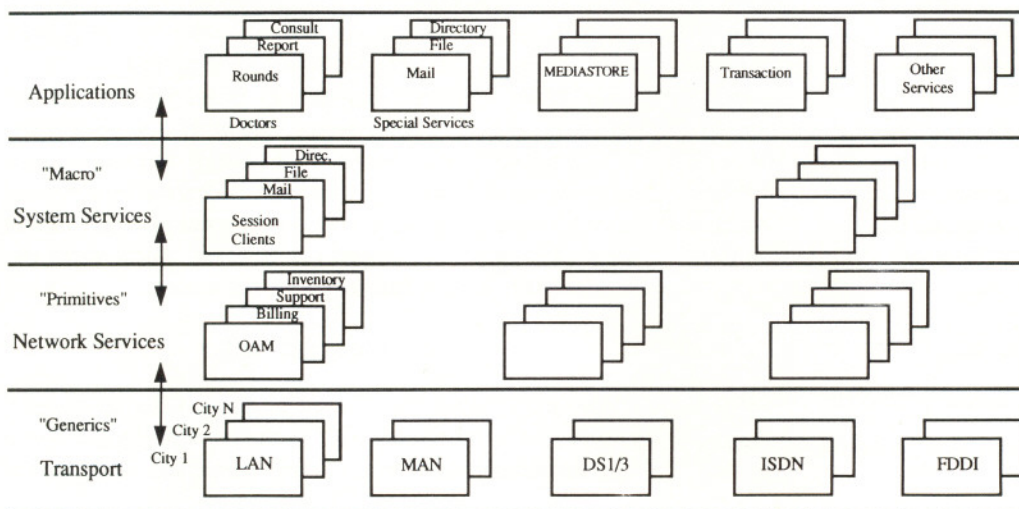 Consult
Report
Rounds
Doctors
Directory
File
Mail
Special Services
MEDIASTORE
Transaction
Other
Services
Applications
"Macro"
System Services
Direc,
File
Mail
Session
Clients
"Primitives"
Network Services
Inventory
Support
Billing
OAM
"Generics"
Transport
City N
City 2
City 1
LAN
MAN
DS1/3
ISDN
FDDI